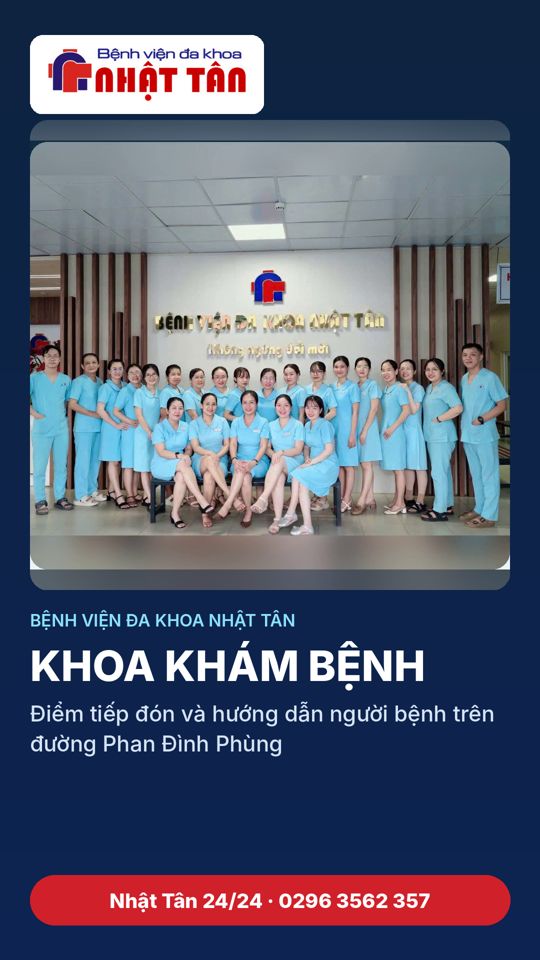 Bệnh viện đa khoa
NHẬT TÂN
BỆNH VIỆN ĐA KHOA NHẬT TÂN
Không ngừng đổi mới
BỆNH VIỆN ĐA KHOA NHẬT TÂN
KHOA KHÁM BỆNH
Điểm tiếp đón và hướng dẫn người bệnh trên
đường Phan Đình Phùng
Nhật Tân 24/24 · 0296 3562 357